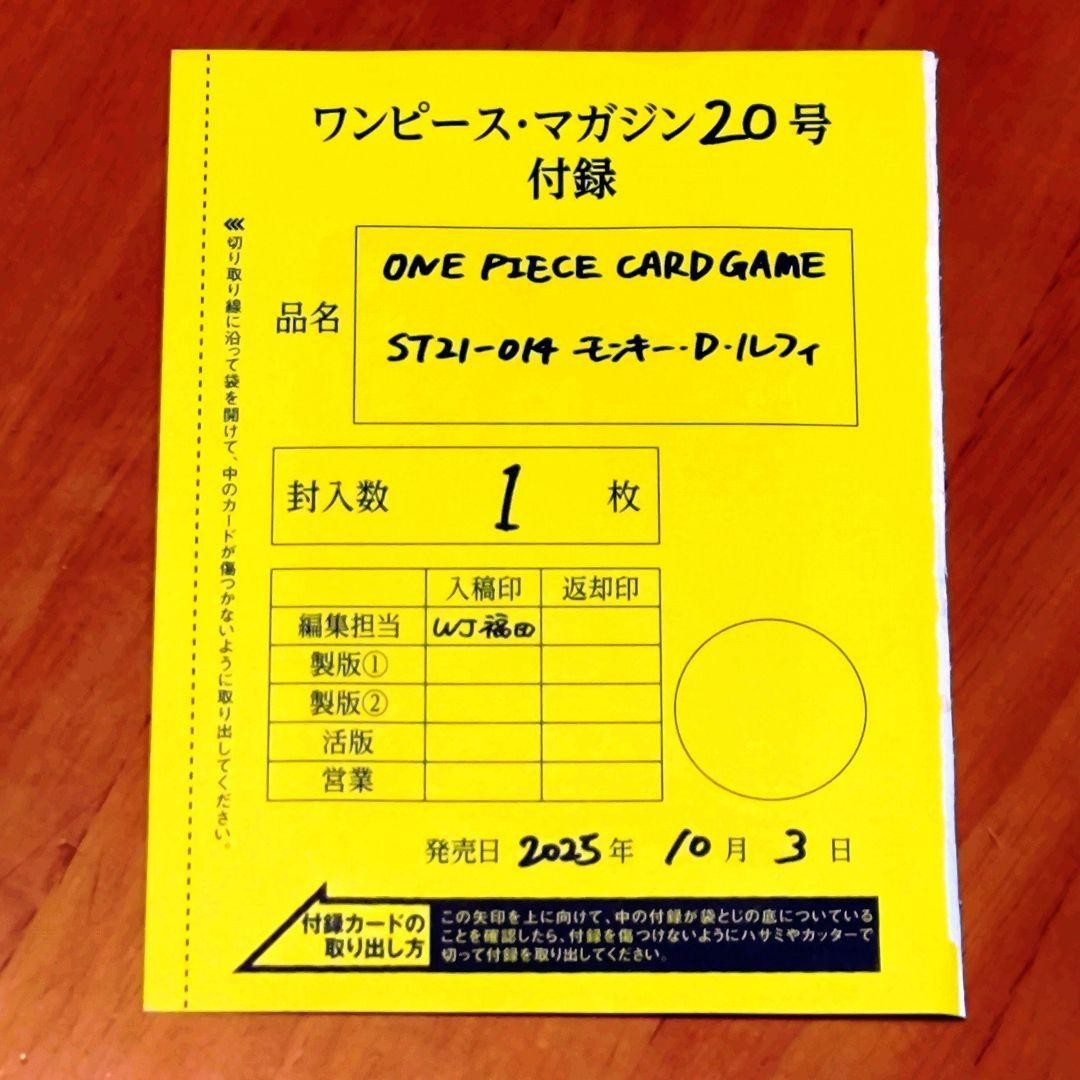 ワンピース・マガジン20号
付録
品名
ONE PIECE CARD GAME
ST21-014 モンキー・D・ルフィ
封入数 1 枚
入稿印 返却印
編集担当 WJ福田
製版①
製版②
活版
営業
発売日 2025年 10月 3日
付録カードの
取り出し方
この矢印を上に向けて、中の付録が袋とじの底についている
ことを確認したら、付録を傷つけないようにハサミやカッターで
切って付録を取り出してください。
⋘切り取り線に沿って袋を開けて、中のカードが傷つかないように取り出してください。